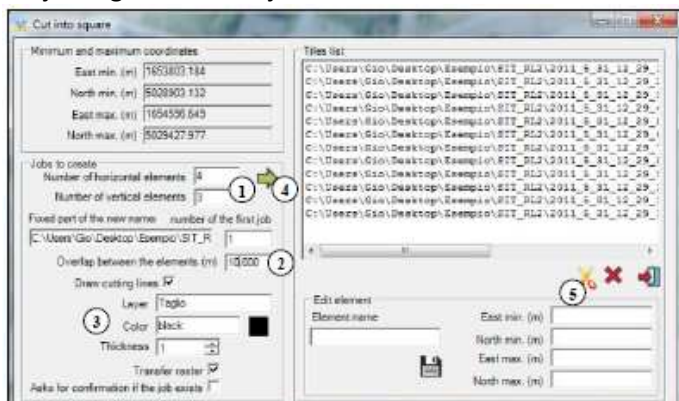 Cut into square
Minimum and maximum coordinates
East min. (m) 1653803.184
North min. (m) 5028903.132
East max. (m) 1654556.645
North max. (m) 5029427.977
Jobs to create
Number of horizontal elements 4
Number of vertical elements 3
1
4
Fixed part of the new name number of the first job
C:\Users\Gio\Desktop\Esempio\SIT_R 1
Overlap between the elements (m) 10.000
2
Draw cutting lines
Layer Taglio
3
Color black
Thickness 1
Transfer raster
Asks for confirmation if the job exists
Tiles list
C:\Users\Gio\Desktop\Esempio\SIT_RL2\2011_5_31_12_29_
C:\Users\Gio\Desktop\Esempio\SIT_RL2\2011_5_31_12_29_
C:\Users\Gio\Desktop\Esempio\SIT_RL2\2011_5_31_12_29_
C:\Users\Gio\Desktop\Esempio\SIT_RL2\2011_5_31_12_29_
C:\Users\Gio\Desktop\Esempio\SIT_RL2\2011_5_31_12_29_
C:\Users\Gio\Desktop\Esempio\SIT_RL2\2011_5_31_12_29_
C:\Users\Gio\Desktop\Esempio\SIT_RL2\2011_5_31_12_29_
C:\Users\Gio\Desktop\Esempio\SIT_RL2\2011_5_31_12_29_
C:\Users\Gio\Desktop\Esempio\SIT_RL2\2011_5_31_12_29_
C:\Users\Gio\Desktop\Esempio\SIT_RL2\2011_5_31_12_29_
C:\Users\Gio\Desktop\Esempio\SIT_RL2\2011_5_31_12_29_
C:\Users\Gio\Desktop\Esempio\SIT_RL2\2011_5_31_12_29_
5
Edit element
Element name
East min. (m)
North min. (m)
East max. (m)
North max. (m)